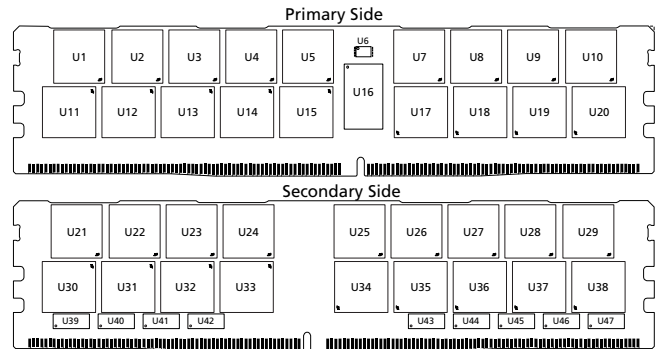 Primary Side
U1 U2 U3 U4 U5 U6 U7 U8 U9 U10
U11 U12 U13 U14 U15 U16 U17 U18 U19 U20
Secondary Side
U21 U22 U23 U24 U25 U26 U27 U28 U29
U30 U31 U32 U33 U34 U35 U36 U37 U38
U39 U40 U41 U42 U43 U44 U45 U46 U47